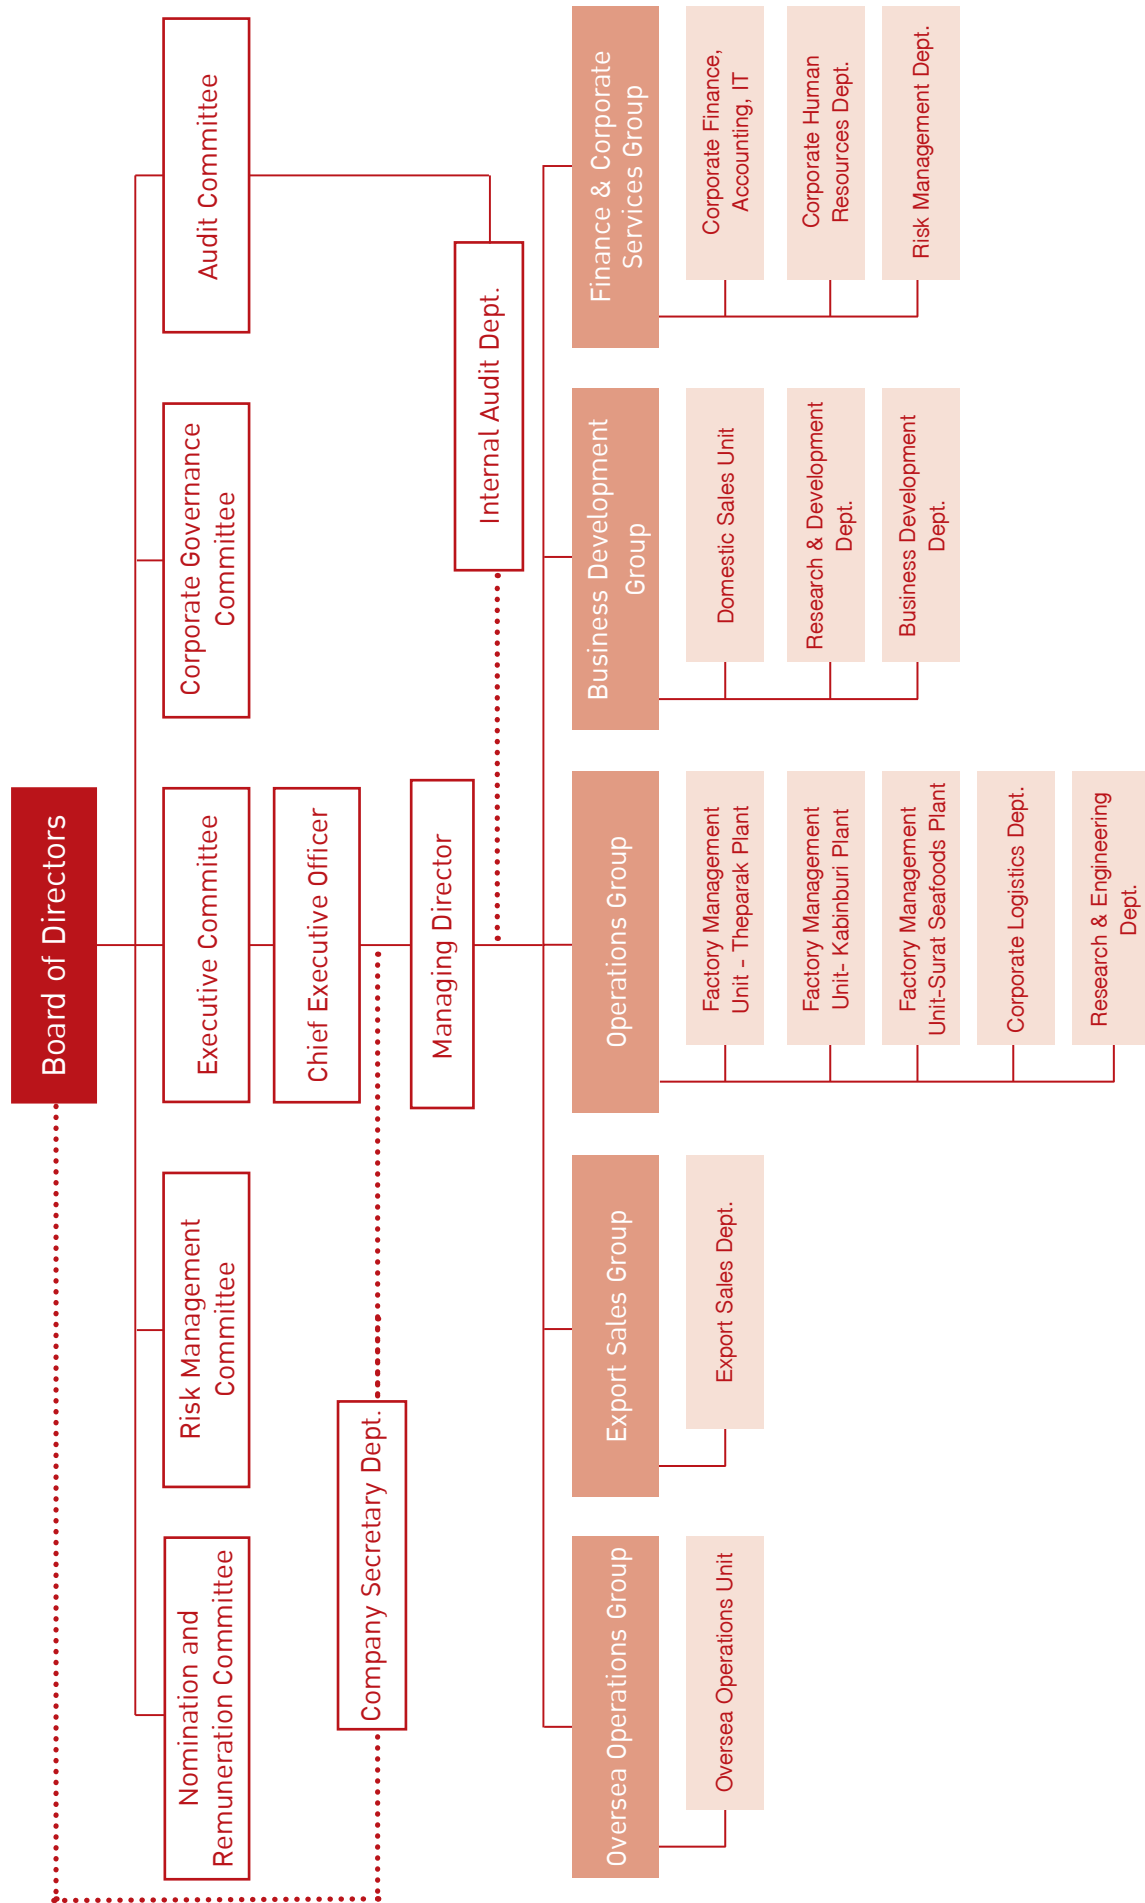 Board of Directors
Nomination and
Remuneration Committee
Risk Management
Committee
Executive Committee
Corporate Governance
Committee
Audit Committee
Chief Executive Officer
Company Secretary Dept.
Managing Director
Internal Audit Dept.
Oversea Operations Group
Oversea Operations Unit
Export Sales Group
Export Sales Dept.
Operations Group
Factory Management
Unit - Theparak Plant
Factory Management
Unit- Kabinburi Plant
Factory Management
Unit-Surat Seafoods Plant
Corporate Logistics Dept.
Research & Engineering
Dept.
Business Development
Group
Domestic Sales Unit
Research & Development
Dept.
Business Development
Dept.
Finance & Corporate
Services Group
Corporate Finance,
Accounting, IT
Corporate Human
Resources Dept.
Risk Management Dept.